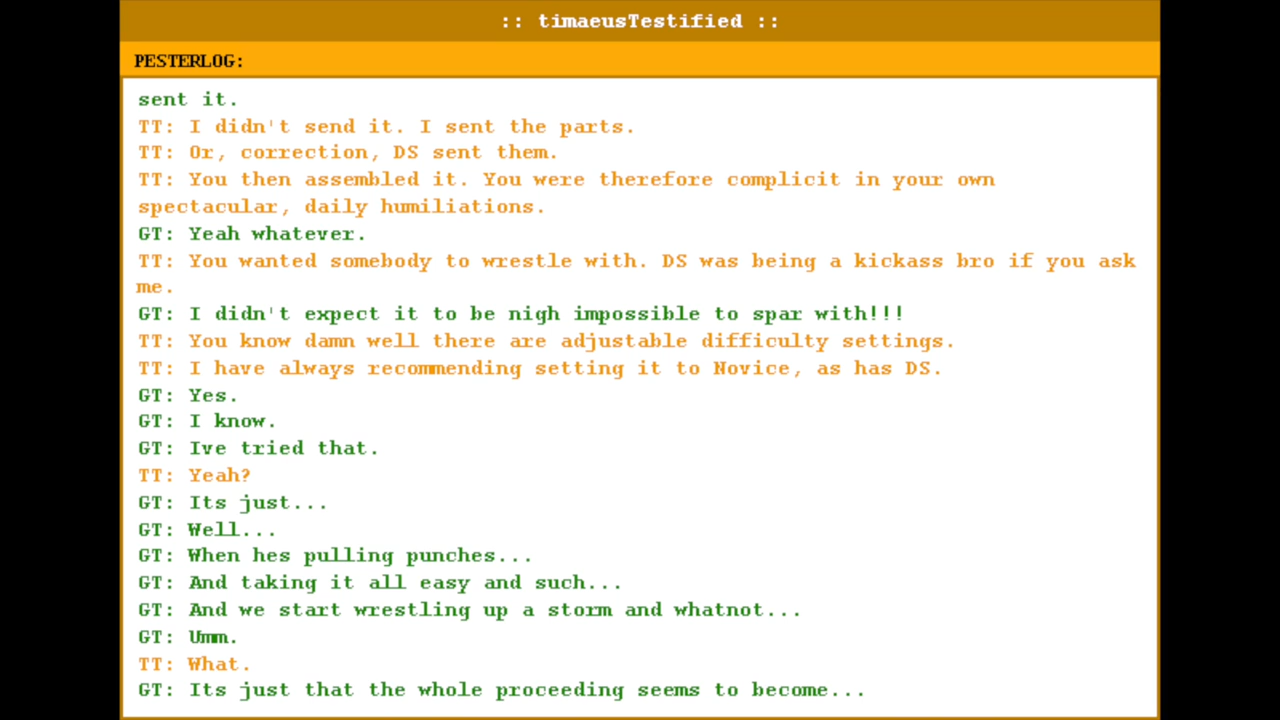 :: timaeusTestified ::
PESTERLOG:
sent it.
TT: I didn't send it. I sent the parts.
TT: Or, correction, DS sent them.
TT: You then assembled it. You were therefore complicit in your own
spectacular, daily humiliations.
GT: Yeah whatever.
TT: You wanted somebody to wrestle with. DS was being a kickass bro if you ask
me.
GT: I didn't expect it to be nigh impossible to spar with!!!
TT: You know damn well there are adjustable difficulty settings.
TT: I have always recommending setting it to Novice, as has DS.
GT: Yes.
GT: I know.
GT: Ive tried that.
TT: Yeah?
GT: Its just...
GT: Well...
GT: When hes pulling punches...
GT: And taking it all easy and such...
GT: And we start wrestling up a storm and whatnot...
GT: Umm.
TT: What.
GT: Its just that the whole proceeding seems to become...